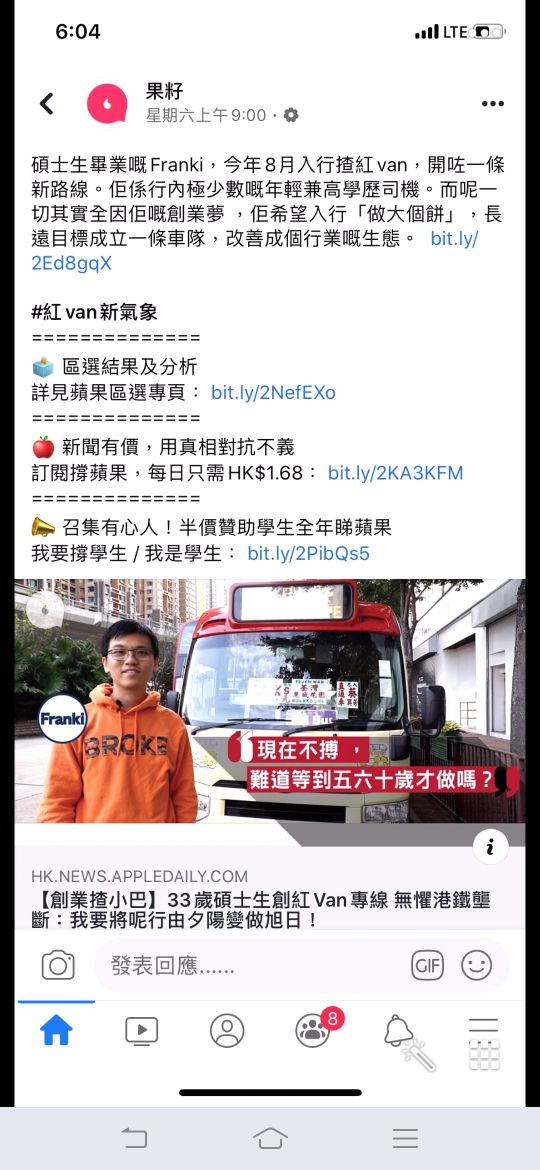 6:04
LTE
果籽
星期六上午9:00
碩士生畢業嘅Franki，今年8月入行揸紅van，開咗一條
新路線。佢係行內極少數嘅年輕兼高學歷司機。而呢一
切其實全因佢嘅創業夢 ，佢希望入行「做大個餅」，長
遠目標成立一條車隊，改善成個行業嘅生態。 bit.ly/
2Ed8gqX
#紅van新氣象
==============
區選結果及分析
詳見蘋果區選專頁： bit.ly/2NefEXo
==============
新聞有價，用真相對抗不義
訂閱撐蘋果，每日只需HK$1.68： bit.ly/2KA3KFM
==============
召集有心人！半價贊助學生全年睇蘋果
我要撐學生 / 我是學生： bit.ly/2PibQs5
TSUEN WAN
荃灣
Franki
BROKE
現在不搏，
難道等到五六十歲才做嗎？
HK.NEWS.APPLEDAILY.COM
【創業揸小巴】33歲碩士生創紅Van專線 無懼港鐵壟
斷：我要將呢行由夕陽變做旭日！
發表回應......
GIF
8